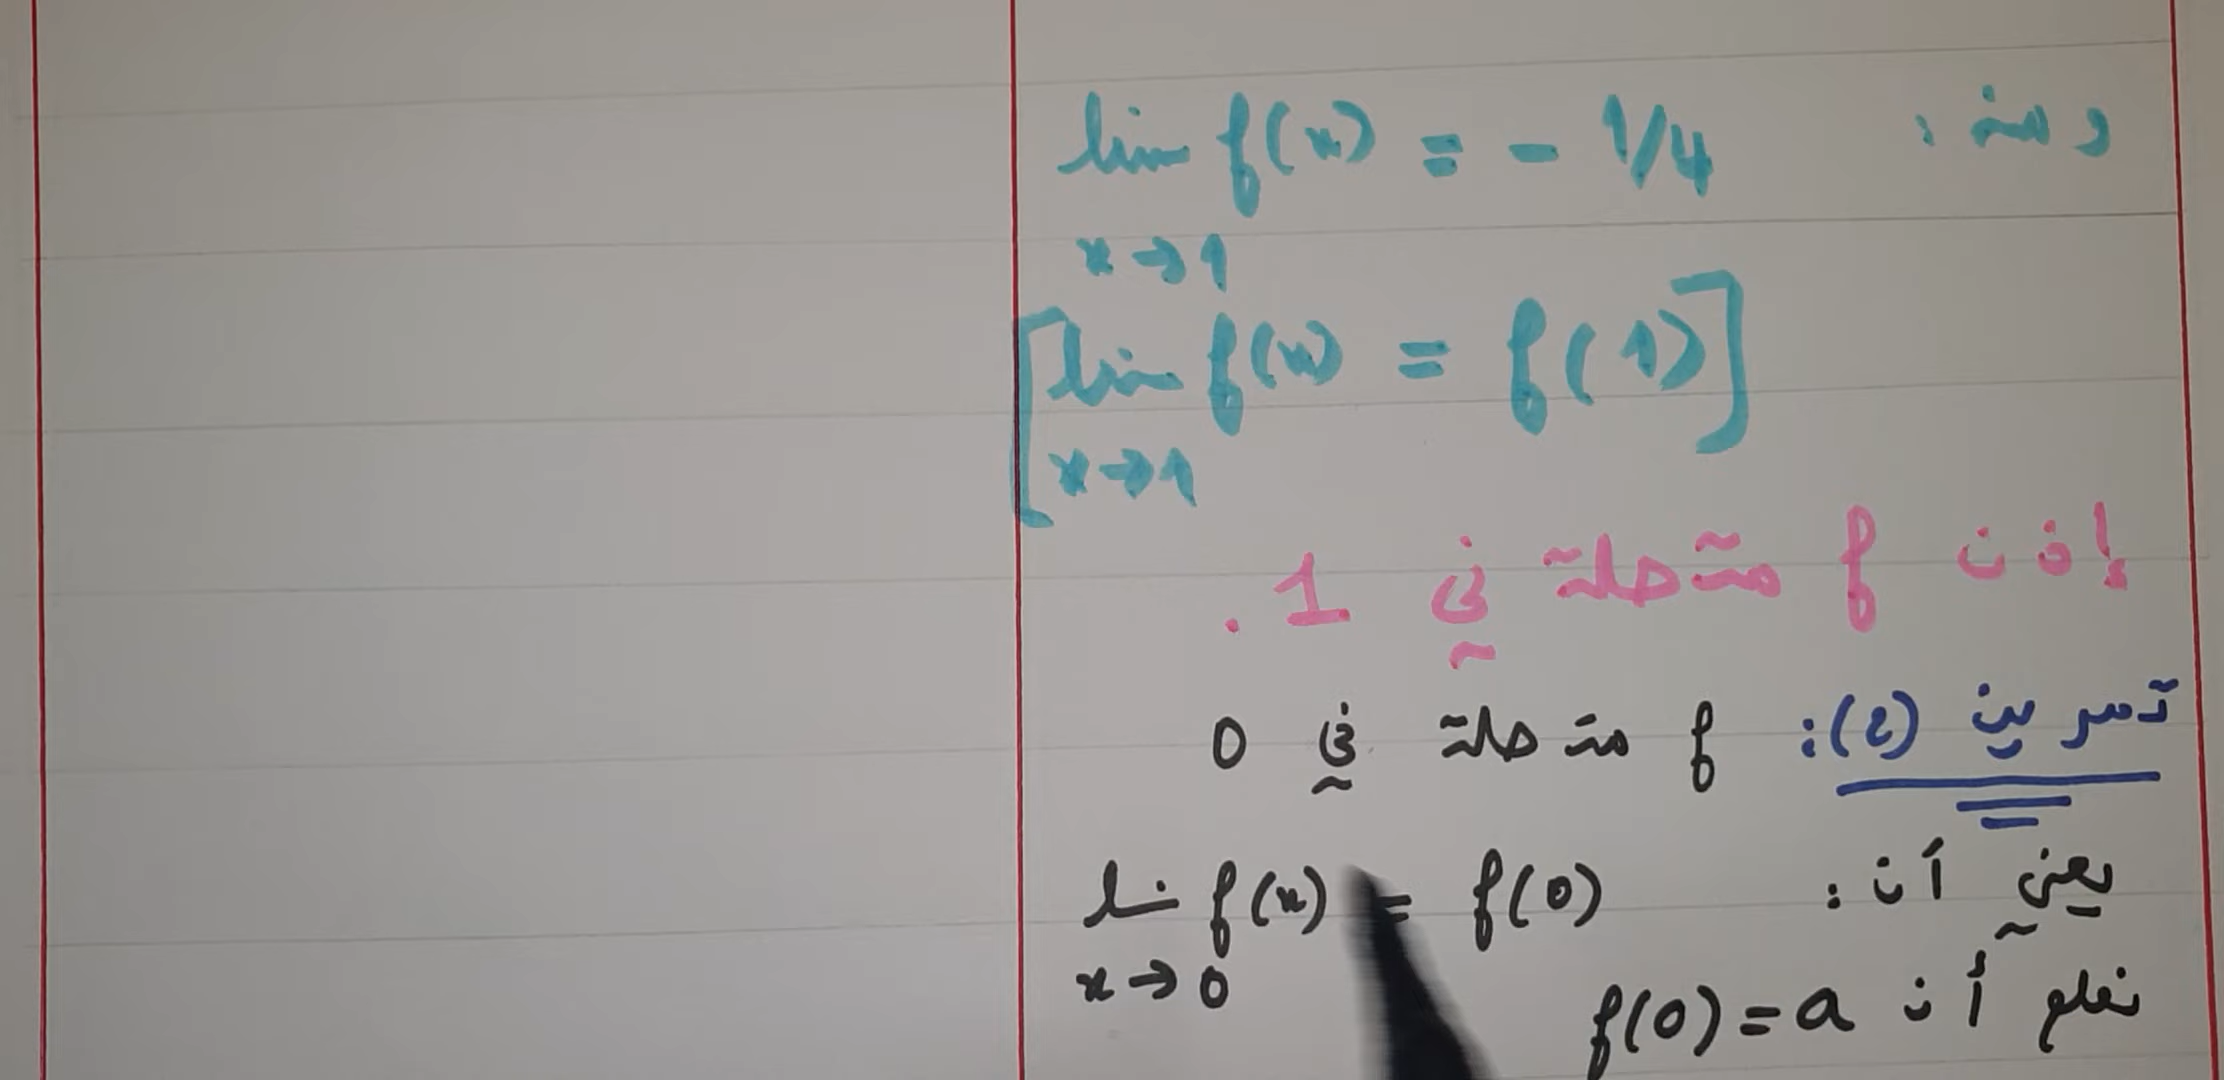 ومنه : lim f(x) = - 1/4
x→1
[lim f(x) = f(1)]
x→1
إذن f متصلة في 1 .
تمرين (2): f متصلة في 0
يعني أن : lim f(x) = f(0)
x→0
نعلم أن f(0)=a